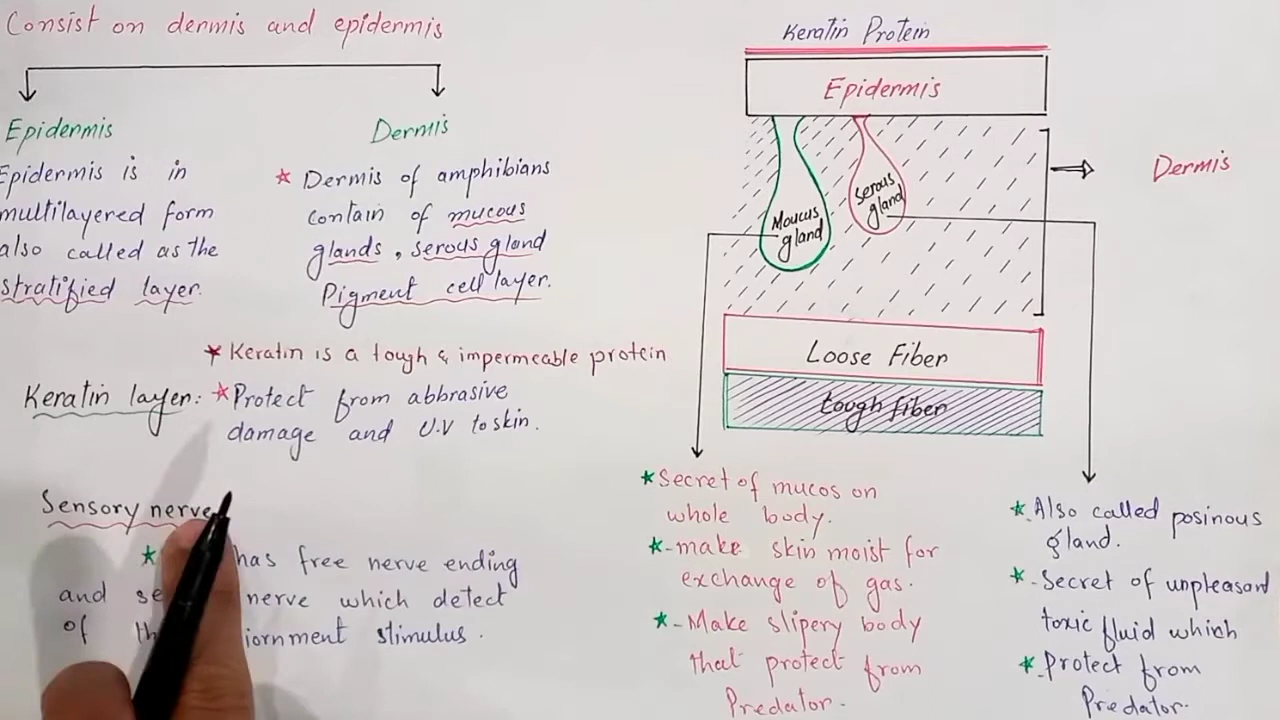 Consist on dermis and epidermis
Epidermis
Epidermis is in
multilayered form
also called as the
stratified layer.
Dermis
* Dermis of amphibians
contain of mucous
glands, serous gland
Pigment cell layer.
* Keratin is a tough & impermeable protein
Keratin layer: * Protect from abbrasive
damage and U.V to skin.
Sensory nerve
* has free nerve ending
and nerve which detect
of stimulus.
Keratin Protein
Epidermis
Moucus
gland
Serous
gland
Dermis
Loose Fiber
tough fiber
* Secret of mucos on
whole body.
* - make skin moist for
exchange of gas.
* - Make slipery body
that protect from
Predator.
* Also called posinous
gland.
* - Secret of unpleasant
toxic fluid which
* - Protect from
Predator.